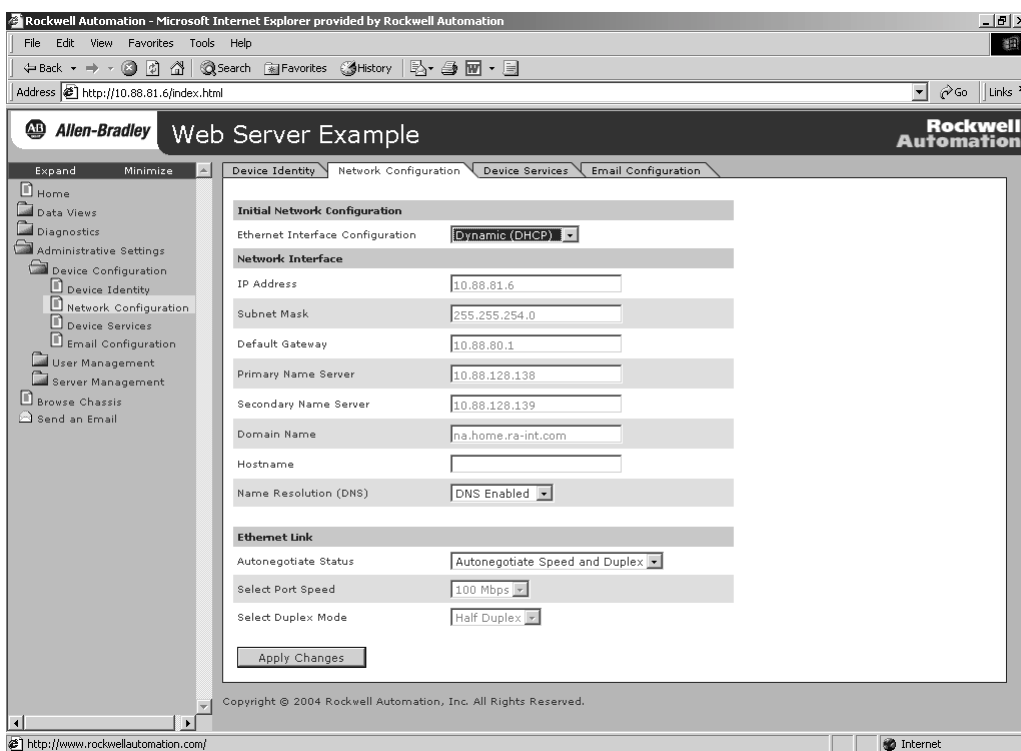 Rockwell Automation - Microsoft Internet Explorer provided by Rockwell Automation
File Edit View Favorites Tools Help
Back Search Favorites History
Address http://10.88.81.6/index.html Go Links
AB Allen-Bradley Web Server Example Rockwell Automation
Expand Minimize
Home
Data Views
Diagnostics
Administrative Settings
Device Configuration
Device Identity
Network Configuration
Device Services
Email Configuration
User Management
Server Management
Browse Chassis
Send an Email
Device Identity Network Configuration Device Services Email Configuration
Initial Network Configuration
Ethernet Interface Configuration Dynamic (DHCP)
Network Interface
IP Address 10.88.81.6
Subnet Mask 255.255.254.0
Default Gateway 10.88.80.1
Primary Name Server 10.88.128.138
Secondary Name Server 10.88.128.139
Domain Name na.home.ra-int.com
Hostname
Name Resolution (DNS) DNS Enabled
Ethernet Link
Autonegotiate Status Autonegotiate Speed and Duplex
Select Port Speed 100 Mbps
Select Duplex Mode Half Duplex
Apply Changes
Copyright © 2004 Rockwell Automation, Inc. All Rights Reserved.
http://www.rockwellautomation.com/ Internet